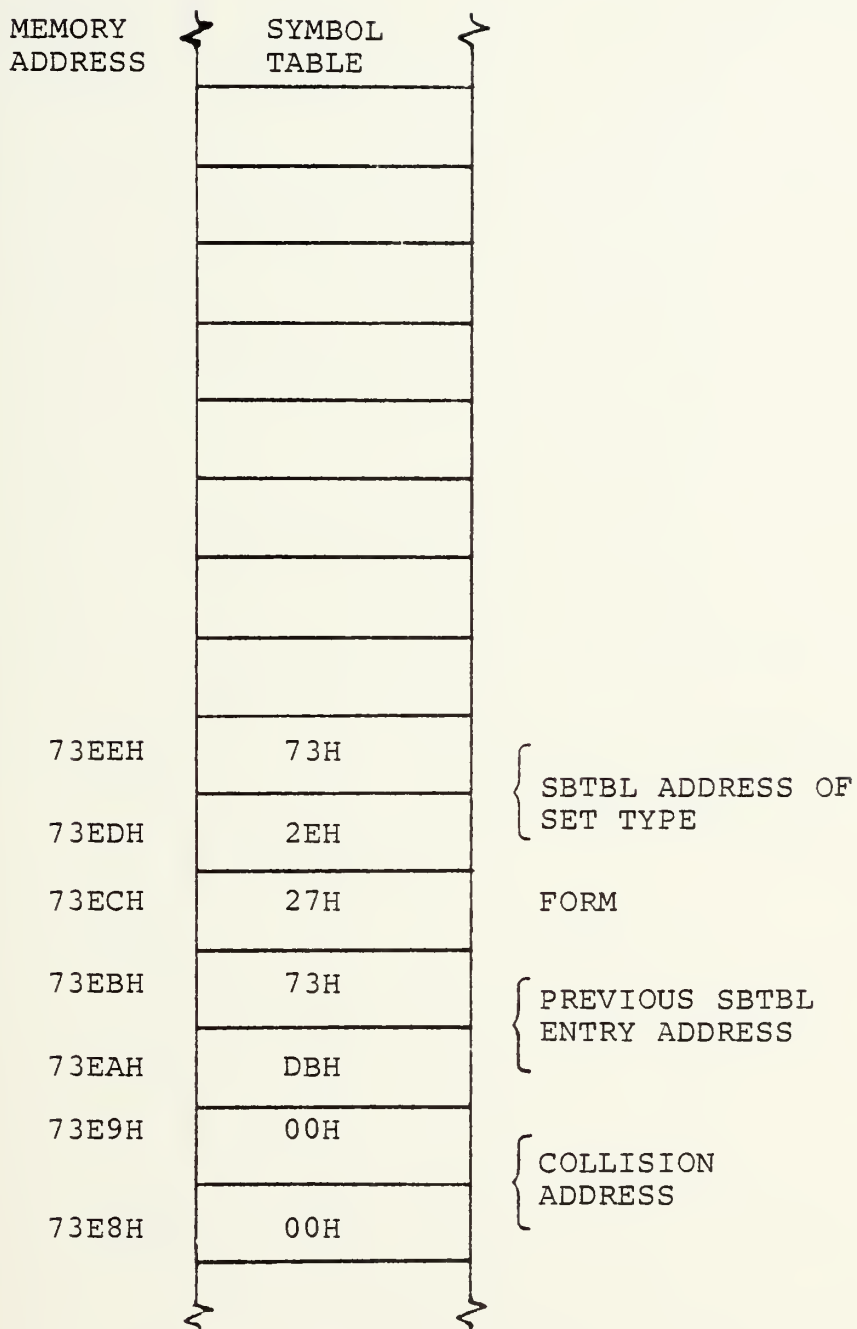 MEMORY ADDRESS
SYMBOL TABLE
73EEH 73H
SBTBL ADDRESS OF
SET TYPE
73EDH 2EH
73ECH 27H FORM
73EBH 73H
PREVIOUS SBTBL
ENTRY ADDRESS
73EAH DBH
73E9H 00H
COLLISION
ADDRESS
73E8H 00H